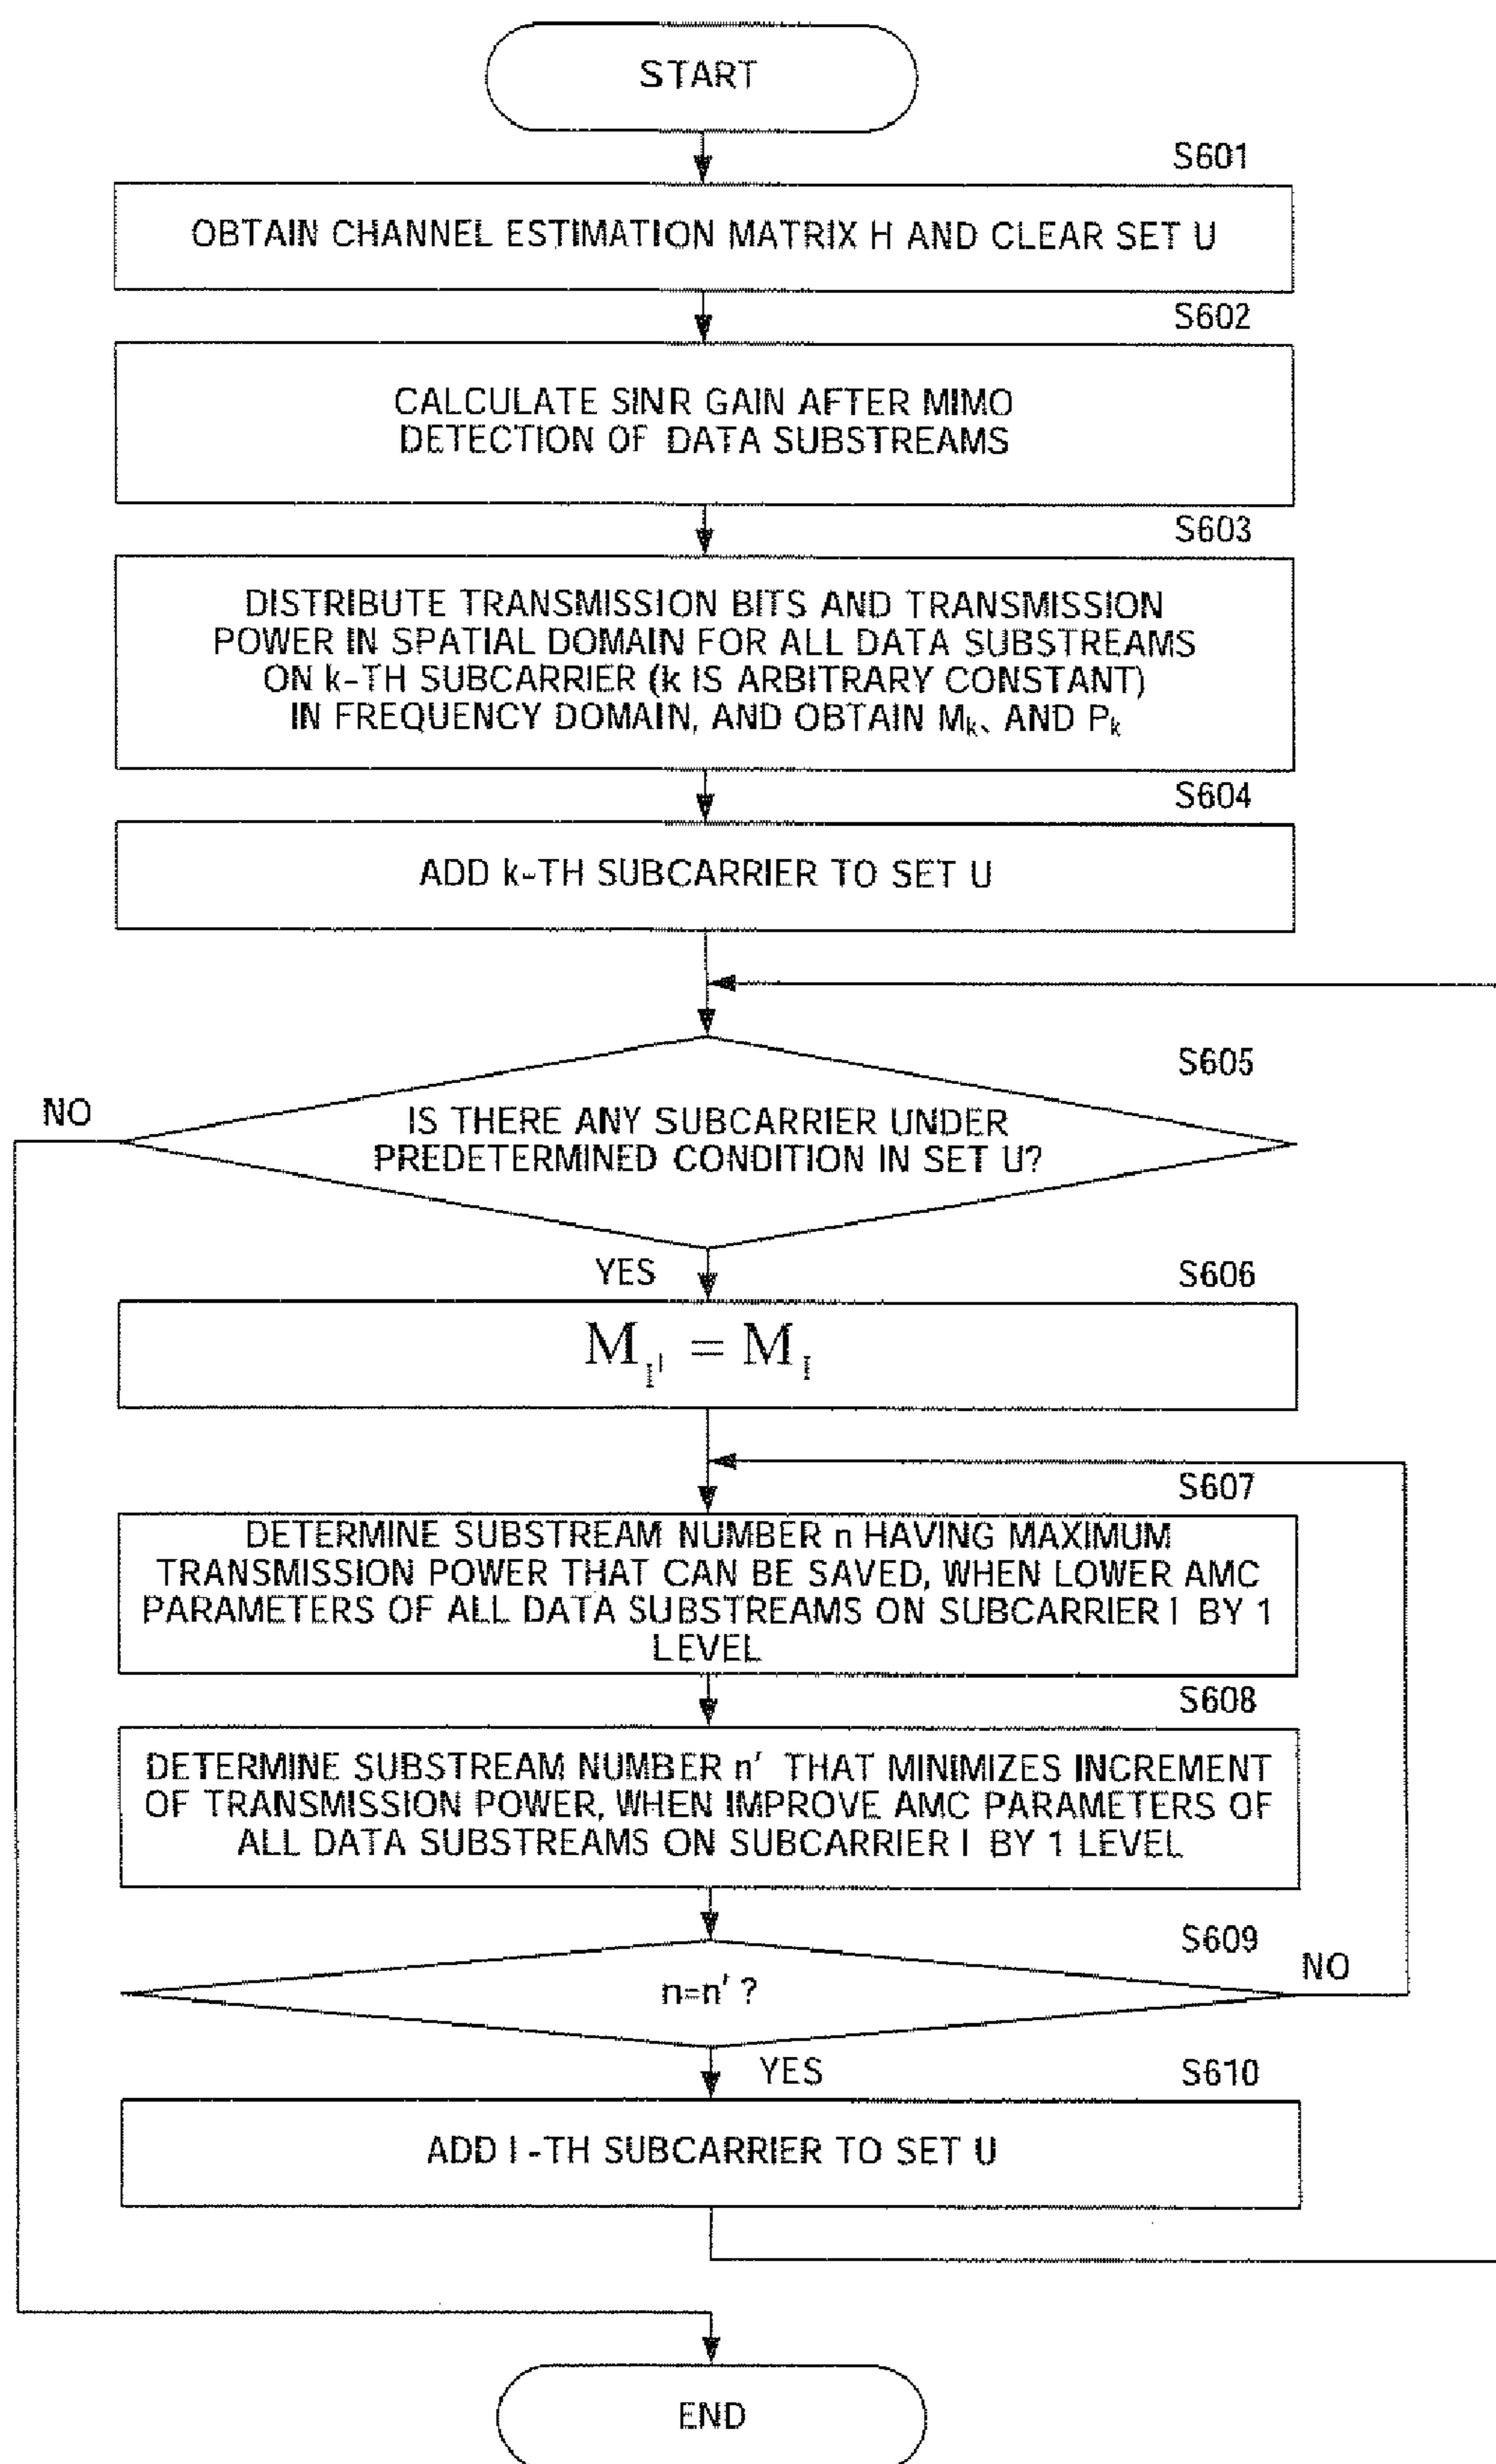 START
S601
OBTAIN CHANNEL ESTIMATION MATRIX H AND CLEAR SET U
S602
CALCULATE SINR GAIN AFTER MIMO
DETECTION OF DATA SUBSTREAMS
S603
DISTRIBUTE TRANSMISSION BITS AND TRANSMISSION
POWER IN SPATIAL DOMAIN FOR ALL DATA SUBSTREAMS
ON k-TH SUBCARRIER (k IS ARBITRARY CONSTANT)
IN FREQUENCY DOMAIN, AND OBTAIN Mₖ、 AND Pₖ
S604
ADD k-TH SUBCARRIER TO SET U
S605
NO
IS THERE ANY SUBCARRIER UNDER
PREDETERMINED CONDITION IN SET U?
YES
S606
M_I' = M_I
S607
DETERMINE SUBSTREAM NUMBER n HAVING MAXIMUM
TRANSMISSION POWER THAT CAN BE SAVED, WHEN LOWER AMC
PARAMETERS OF ALL DATA SUBSTREAMS ON SUBCARRIER I BY 1
LEVEL
S608
DETERMINE SUBSTREAM NUMBER n' THAT MINIMIZES INCREMENT
OF TRANSMISSION POWER, WHEN IMPROVE AMC PARAMETERS OF
ALL DATA SUBSTREAMS ON SUBCARRIER I BY 1 LEVEL
S609
n=n' ?
NO
YES
S610
ADD I -TH SUBCARRIER TO SET U
END